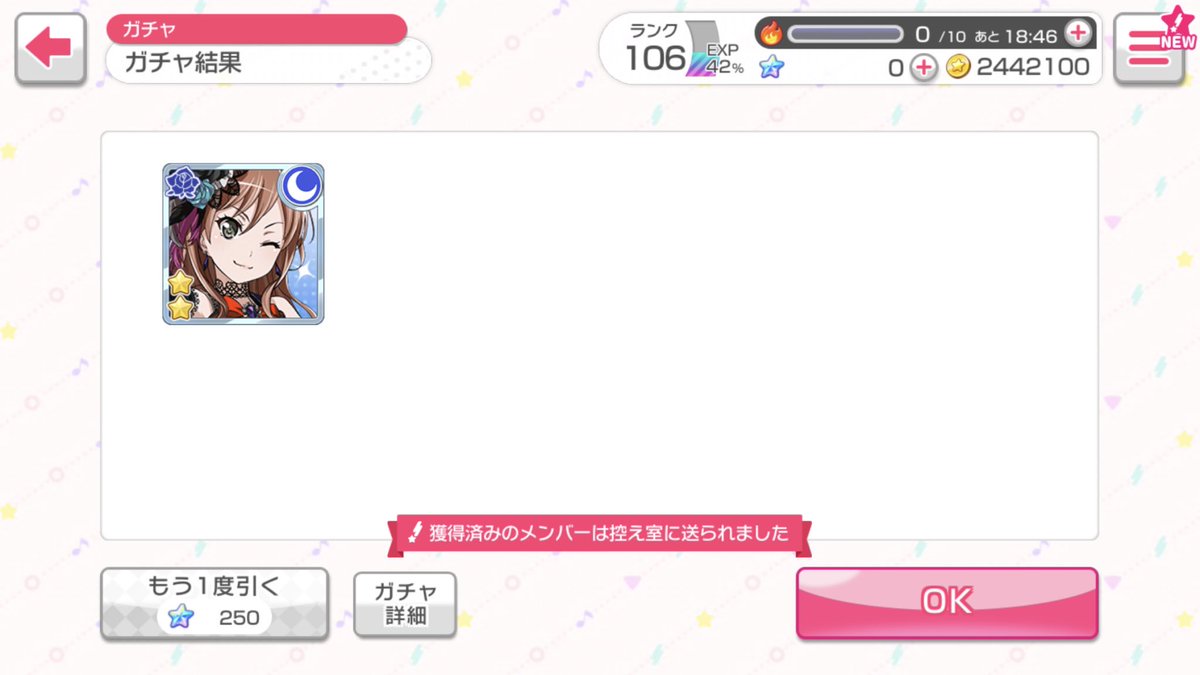 ガチャ
ガチャ結果
ランク
106
EXP
42%
0 /10 あと 18:46
0
2442100
NEW
獲得済みのメンバーは控え室に送られました
もう1度引く
250
ガチャ
詳細
OK